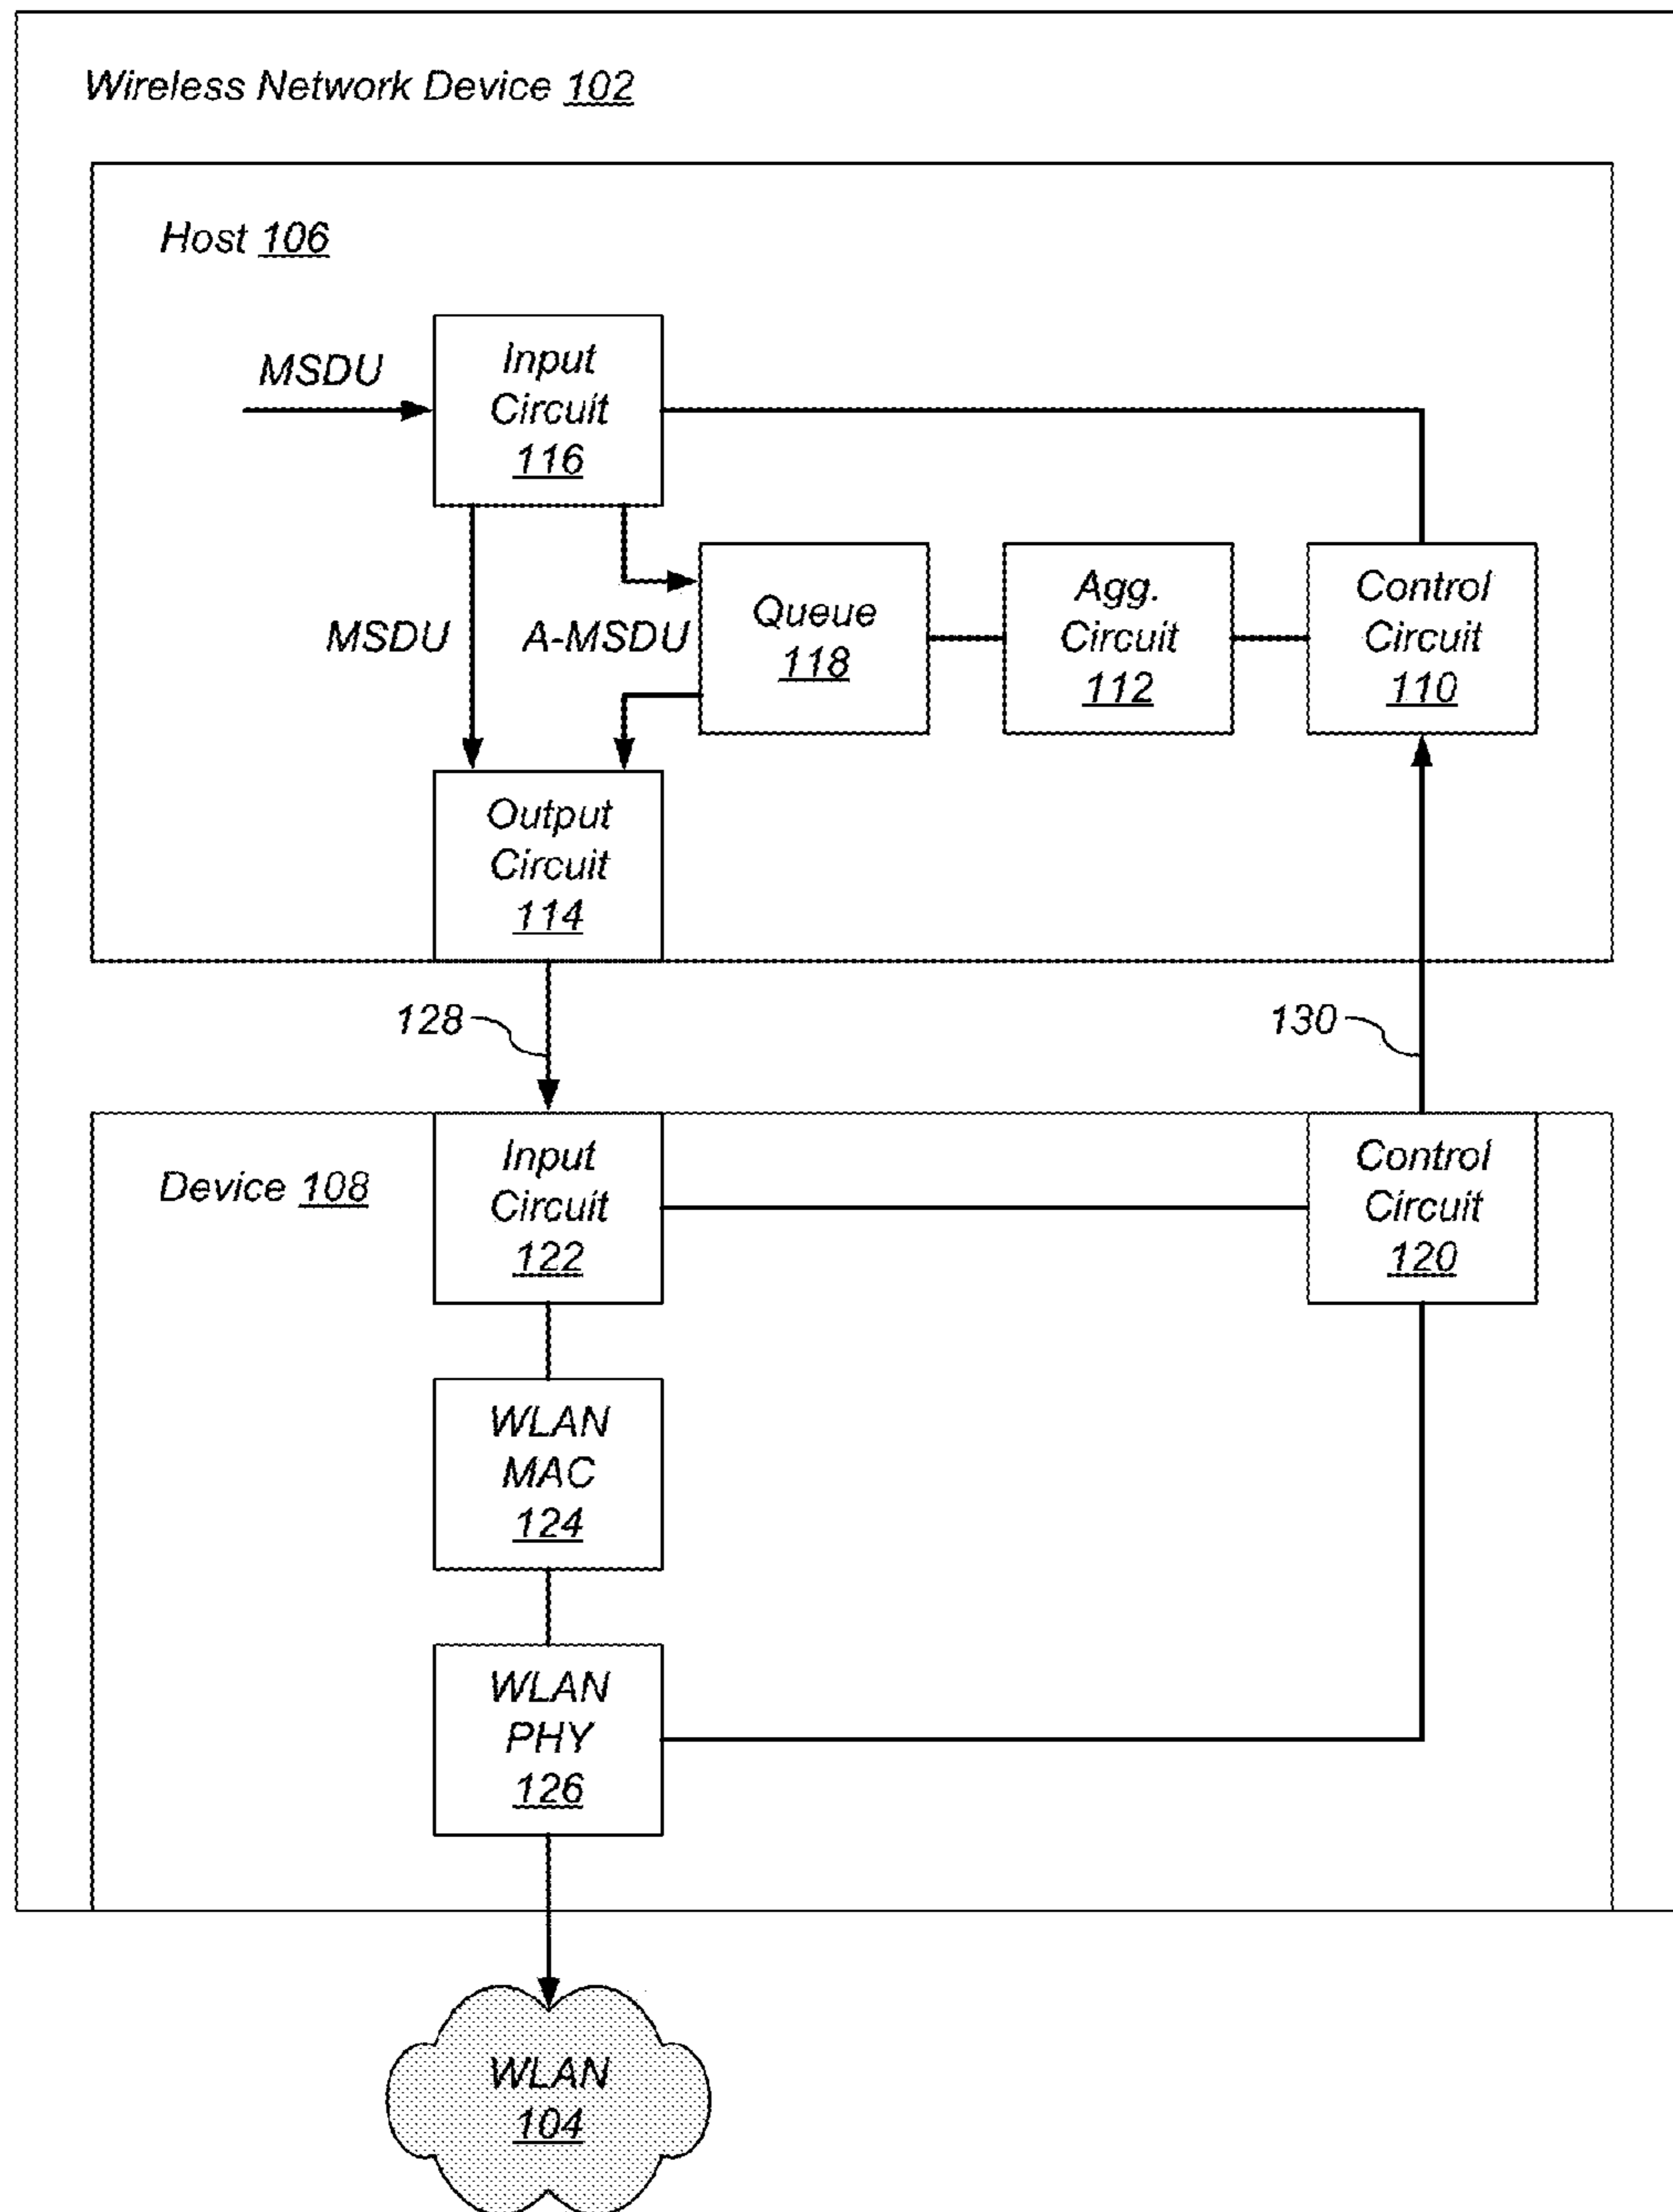 Wireless Network Device 102
Host 106
MSDU
Input
Circuit
116
MSDU
A-MSDU
Queue
118
Agg.
Circuit
112
Control
Circuit
110
Output
Circuit
114
128
130
Device 108
Input
Circuit
122
Control
Circuit
120
WLAN
MAC
124
WLAN
PHY
126
WLAN
104